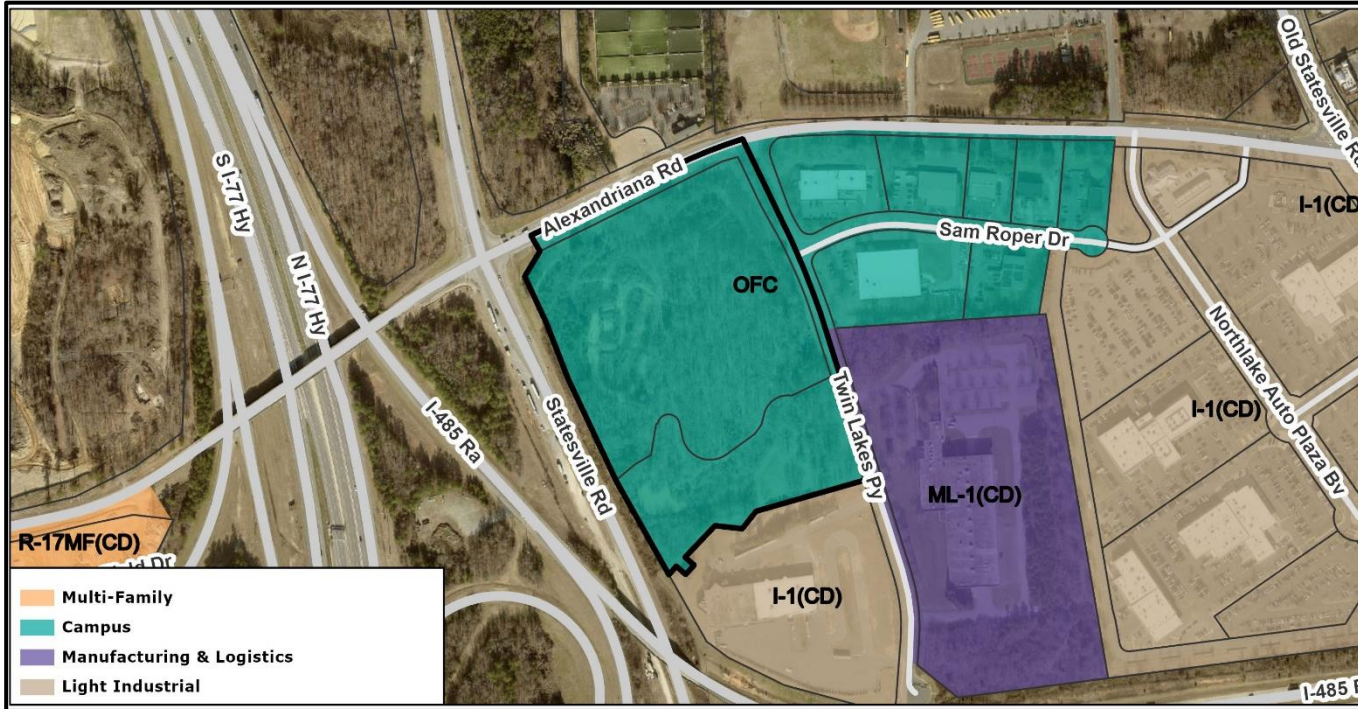 Old Statesville Rd
Alexandriana Rd
S I-77 Hy
N I-77 Hy
I-1(CD
Sam Roper Dr
OFC
Northlake Auto Plaza Bv
I-485 Ra
Statesville Rd
Twin Lakes Py
I-1(CD)
ML-1(CD)
R-17MF(CD)
Dr
I-1(CD)
Multi-Family
Campus
Manufacturing & Logistics
Light Industrial
I-485